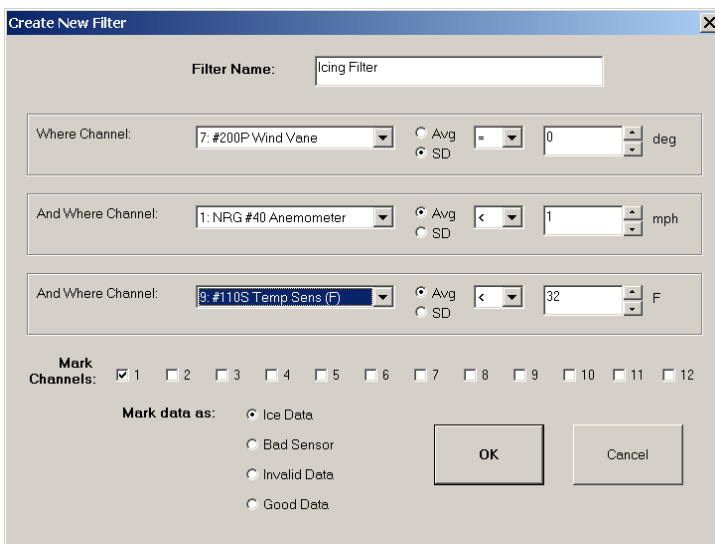 Create New Filter
Filter Name: Icing Filter
Where Channel: 7: #200P Wind Vane Avg SD = 0 deg
And Where Channel: 1: NRG #40 Anemometer Avg SD < 1 mph
And Where Channel: 9: #110S Temp Sens (F) Avg SD < 32 F
Mark Channels: 1 2 3 4 5 6 7 8 9 10 11 12
Mark data as: Ice Data
Bad Sensor
Invalid Data
Good Data
OK Cancel